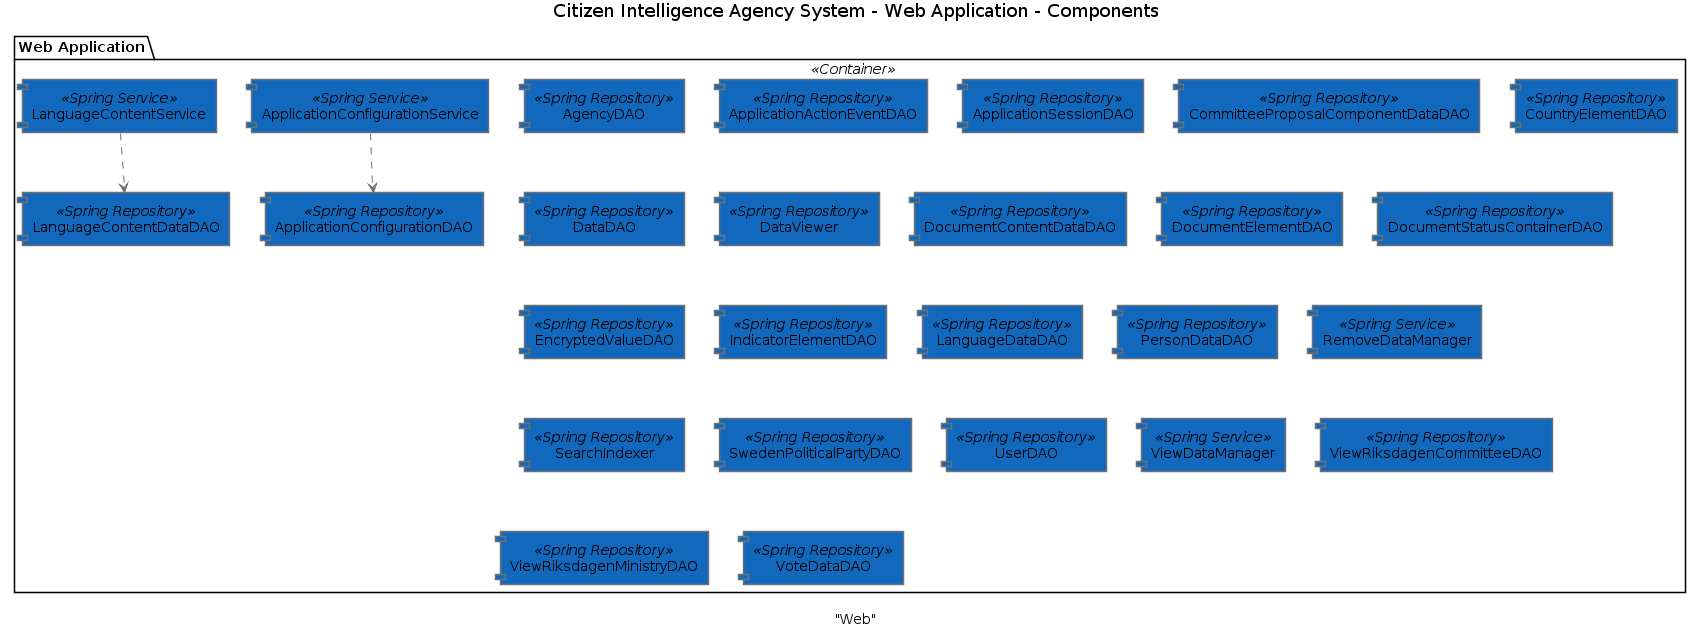 Citizen Intelligence Agency System - Web Application - Components
Web Application
«Container»
«Spring Service»
LanguageContentService
«Spring Service»
ApplicationConfigurationService
«Spring Repository»
AgencyDAO
«Spring Repository»
ApplicationActionEventDAO
«Spring Repository»
ApplicationSessionDAO
«Spring Repository»
CommitteeProposalComponentDataDAO
«Spring Repository»
CountryElementDAO
«Spring Repository»
LanguageContentDataDAO
«Spring Repository»
ApplicationConfigurationDAO
«Spring Repository»
DataDAO
«Spring Repository»
DataViewer
«Spring Repository»
DocumentContentDataDAO
«Spring Repository»
DocumentElementDAO
«Spring Repository»
DocumentStatusContainerDAO
«Spring Repository»
EncryptedValueDAO
«Spring Repository»
IndicatorElementDAO
«Spring Repository»
LanguageDataDAO
«Spring Repository»
PersonDataDAO
«Spring Service»
RemoveDataManager
«Spring Repository»
SearchIndexer
«Spring Repository»
SwedenPoliticalPartyDAO
«Spring Repository»
UserDAO
«Spring Service»
ViewDataManager
«Spring Repository»
ViewRiksdagenCommitteeDAO
«Spring Repository»
ViewRiksdagenMinistryDAO
«Spring Repository»
VoteDataDAO
"Web"